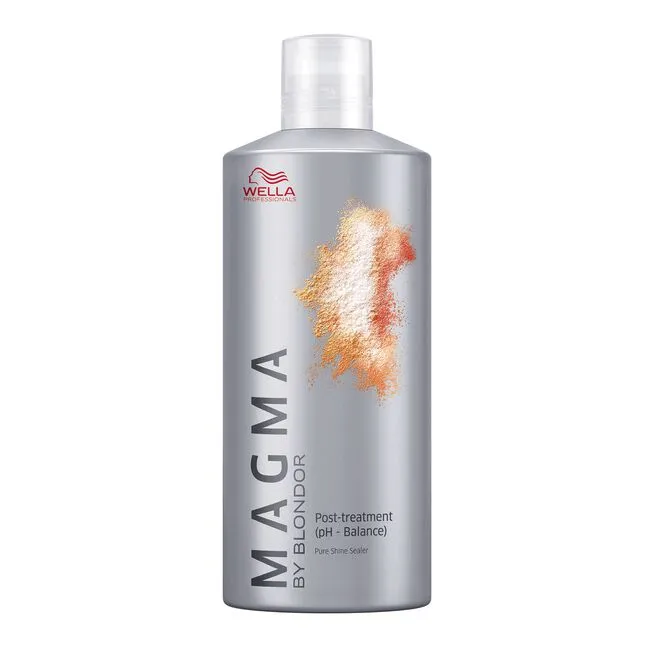 WELLA
PROFESSIONALS
MAGMA
BY BLONDOR
Post-treatment
(pH - Balance)
Pure Shine Sealer